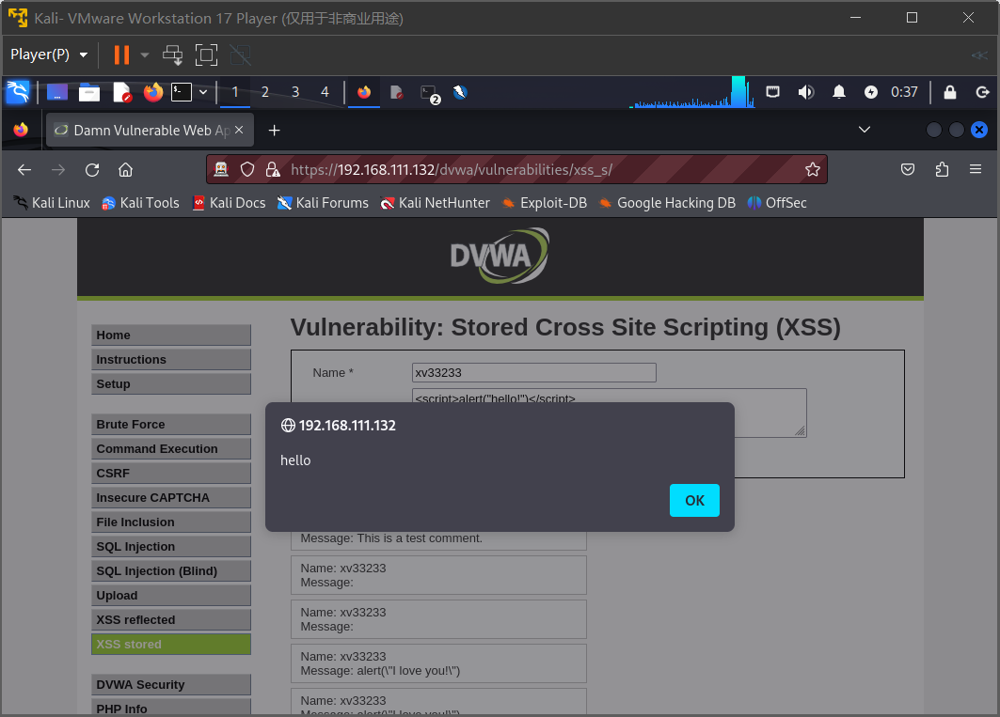 Kali- VMware Workstation 17 Player (仅用于非商业用途)
Player(P)
1 2 3 4 2 0:37
Damn Vulnerable Web Ap
https://192.168.111.132/dvwa/vulnerabilities/xss_s/
Kali Linux Kali Tools Kali Docs Kali Forums Kali NetHunter Exploit-DB Google Hacking DB OffSec
DVWA
Home
Instructions
Setup
Brute Force
Command Execution
CSRF
Insecure CAPTCHA
File Inclusion
SQL Injection
SQL Injection (Blind)
Upload
XSS reflected
XSS stored
DVWA Security
PHP Info
Vulnerability: Stored Cross Site Scripting (XSS)
Name * xv33233
<script>alert("hello!")</script>
192.168.111.132
hello
OK
Message: This is a test comment.
Name: xv33233
Message:
Name: xv33233
Message:
Name: xv33233
Message: alert(\"I love you!\")
Name: xv33233
Message: alert(\"I love you!\")